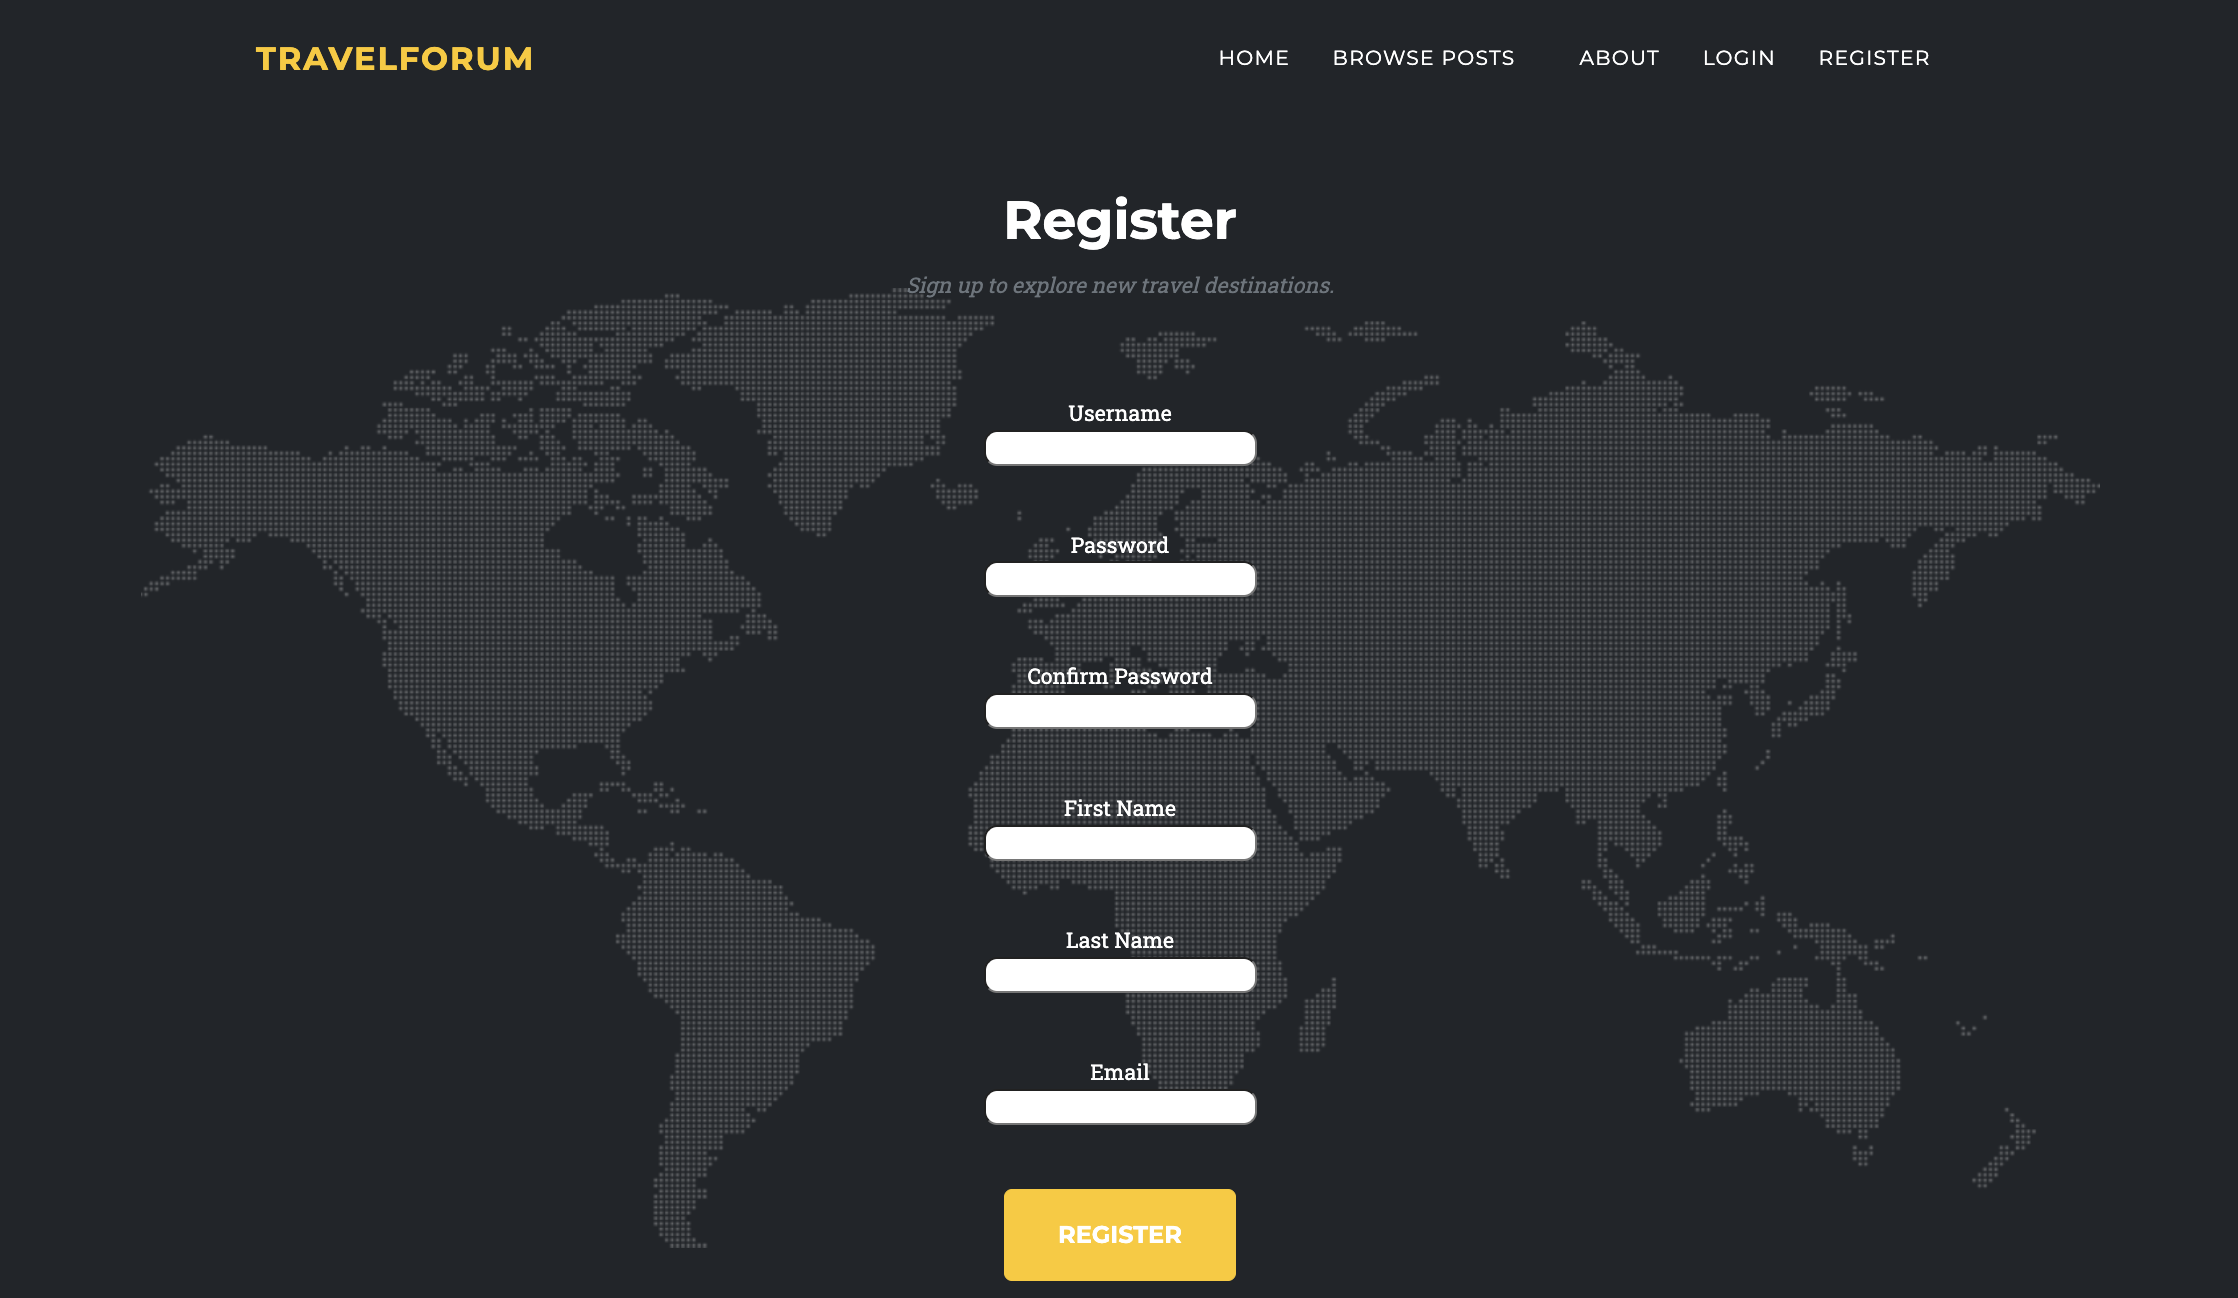 TRAVELFORUM
HOME BROWSE POSTS ABOUT LOGIN REGISTER
Register
Sign up to explore new travel destinations.
Username
Password
Confirm Password
First Name
Last Name
Email
REGISTER